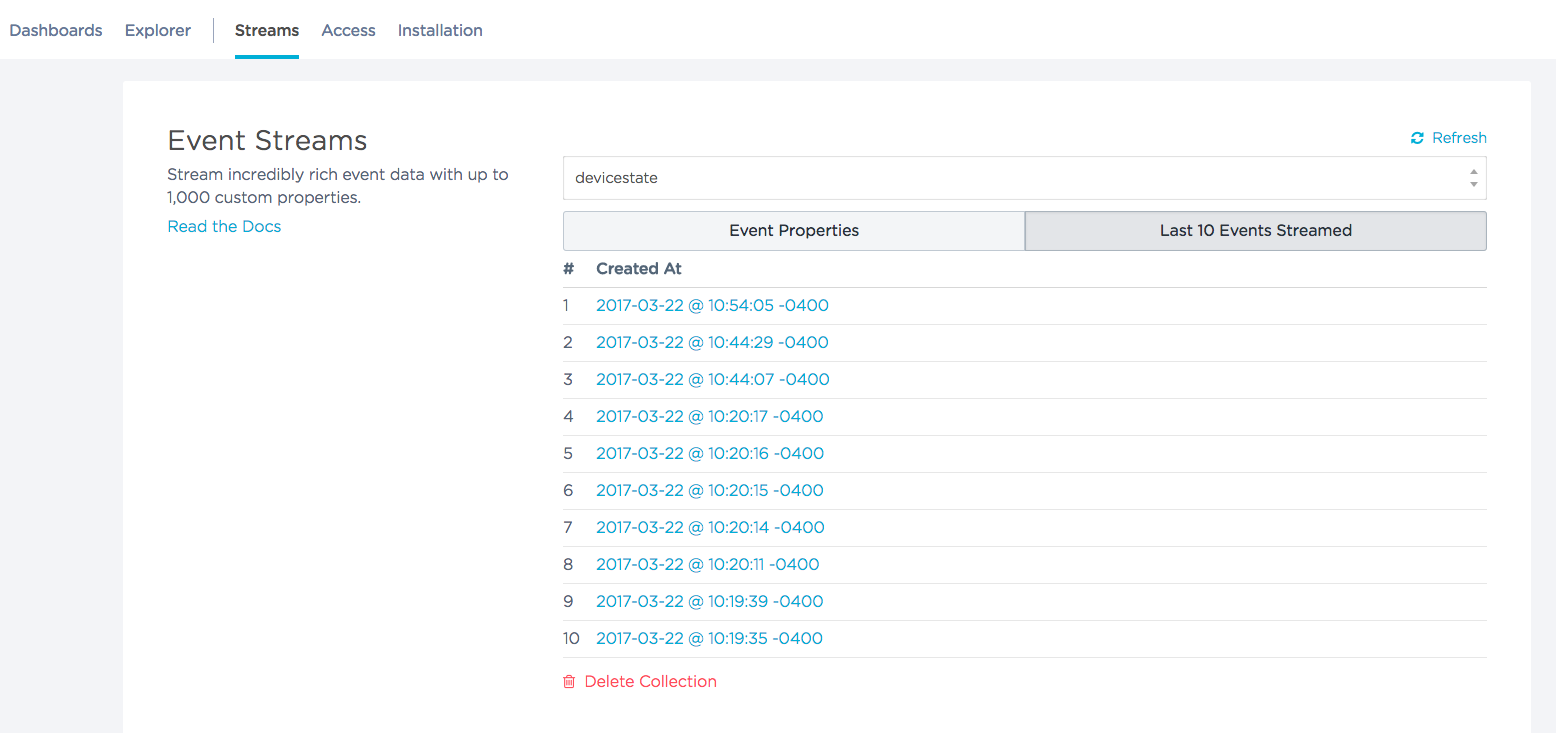 Dashboards Explorer Streams Access Installation
Event Streams
Stream incredibly rich event data with up to
1,000 custom properties.
Read the Docs
Refresh
devicestate
Event Properties Last 10 Events Streamed
# Created At
1 2017-03-22 @ 10:54:05 -0400
2 2017-03-22 @ 10:44:29 -0400
3 2017-03-22 @ 10:44:07 -0400
4 2017-03-22 @ 10:20:17 -0400
5 2017-03-22 @ 10:20:16 -0400
6 2017-03-22 @ 10:20:15 -0400
7 2017-03-22 @ 10:20:14 -0400
8 2017-03-22 @ 10:20:11 -0400
9 2017-03-22 @ 10:19:39 -0400
10 2017-03-22 @ 10:19:35 -0400
Delete Collection